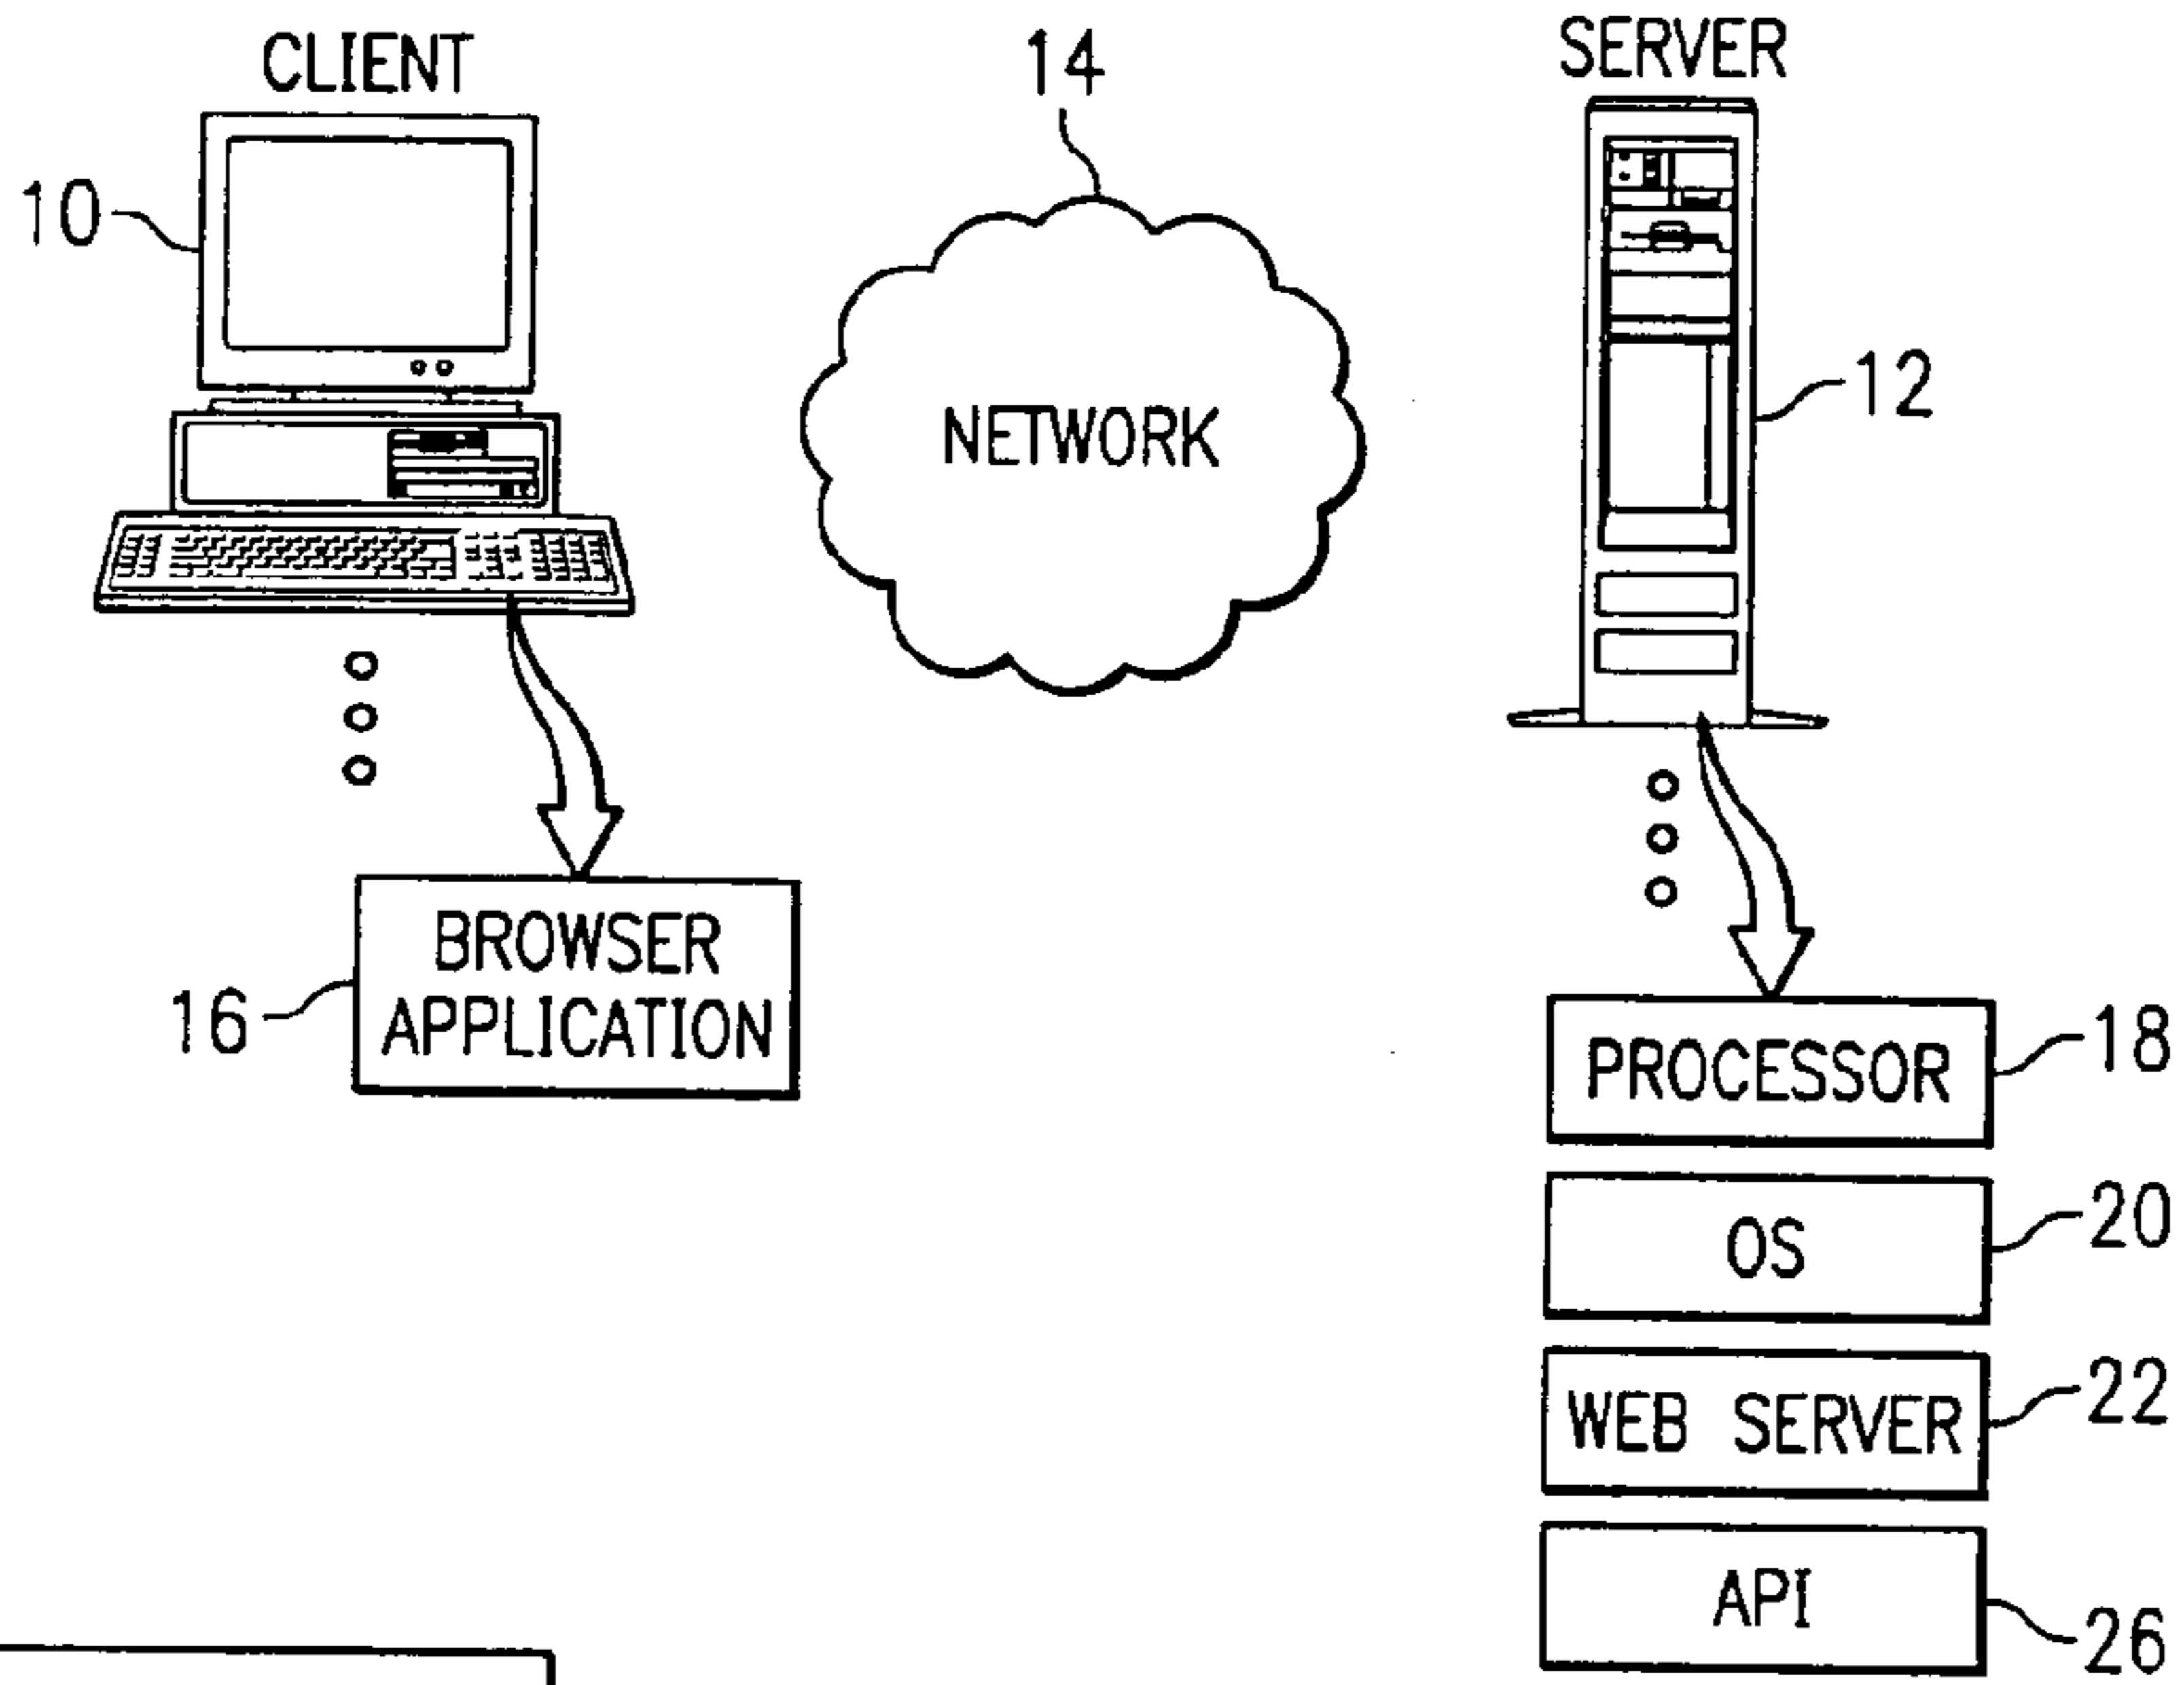 CLIENT
14
SERVER
10
NETWORK
12
BROWSER
APPLICATION
16
PROCESSOR
18
OS
20
WEB SERVER
22
API
26